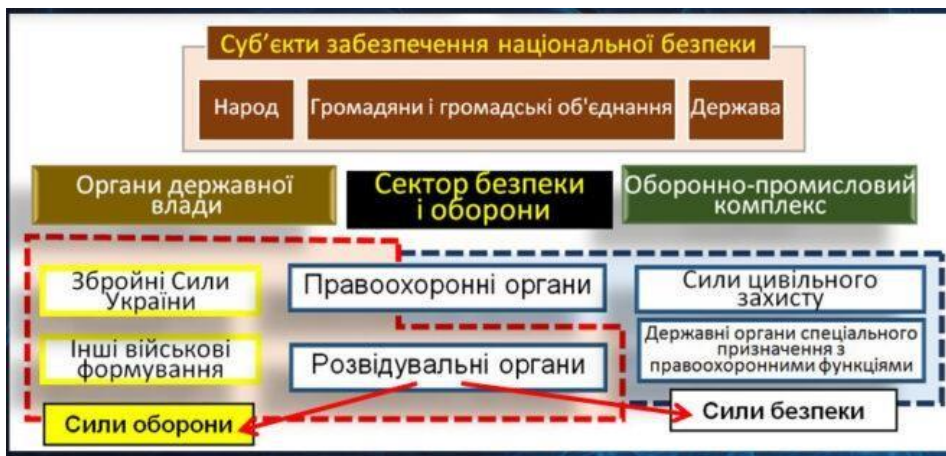 Суб’єкти забезпечення національної безпеки
Народ
Громадяни і громадські об'єднання
Держава
Органи державної
влади
Сектор безпеки
і оборони
Оборонно-промисловий
комплекс
Збройні Сили
України
Правоохоронні органи
Сили цивільного
захисту
Інші військові
формування
Розвідувальні органи
Державні органи спеціального
призначення з
правоохоронними функціями
Сили оборони
Сили безпеки